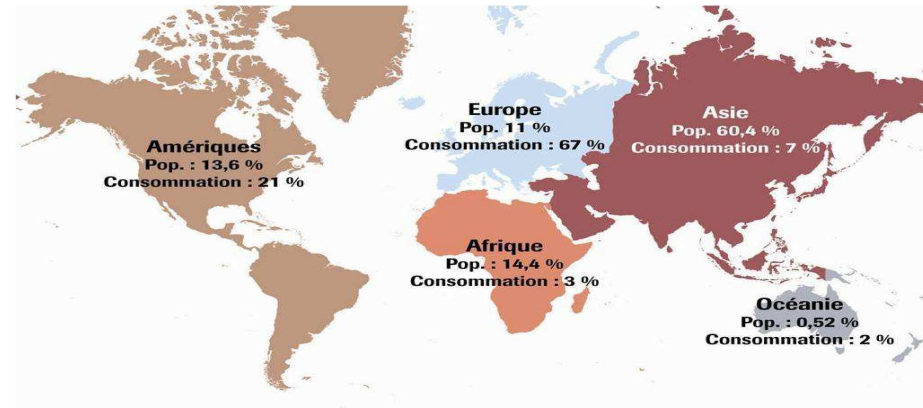 Amériques
Pop. : 13,6 %
Consommation : 21 %
Europe
Pop. 11 %
Consommation : 67 %
Asie
Pop. 60,4 %
Consommation : 7 %
Afrique
Pop. : 14,4 %
Consommation : 3 %
Océanie
Pop. : 0,52 %
Consommation : 2 %